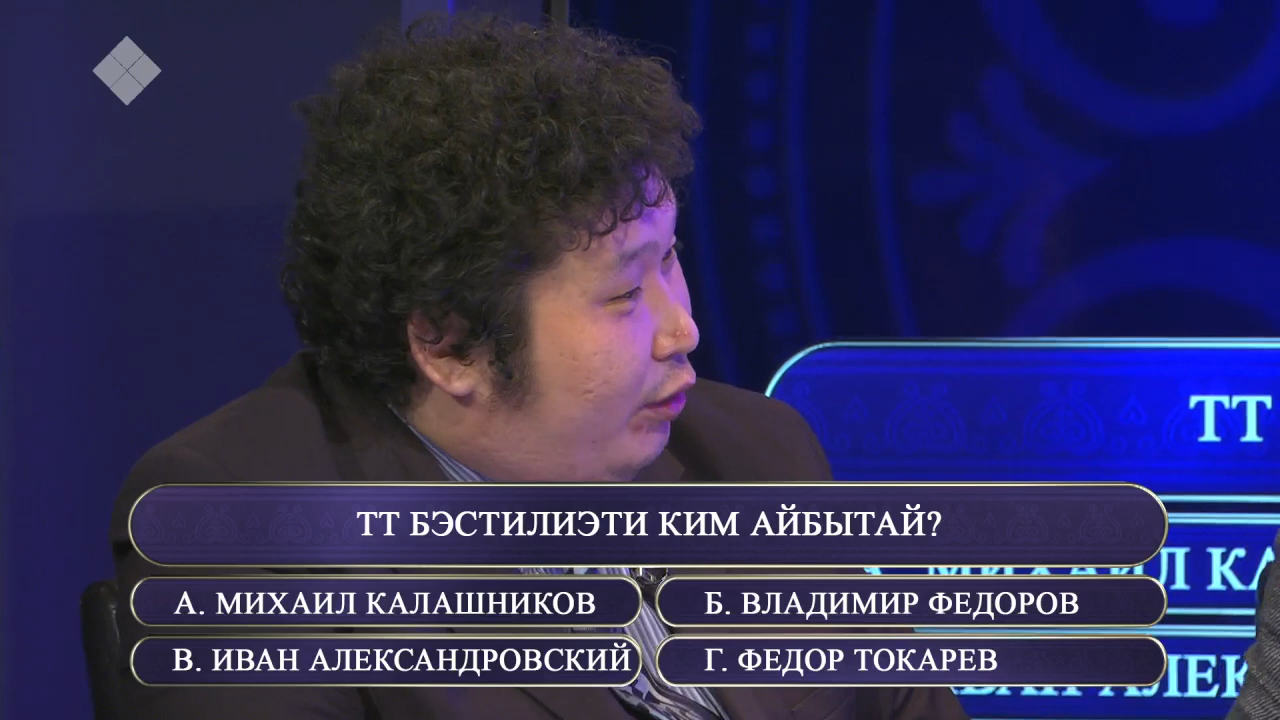 ТТ
ТТ БЭСТИЛИЭТИ КИМ АЙБЫТАЙ?
А. МИХАИЛ КАЛАШНИКОВ
Б. ВЛАДИМИР ФЕДОРОВ
В. ИВАН АЛЕКСАНДРОВСКИЙ
Г. ФЕДОР ТОКАРЕВ